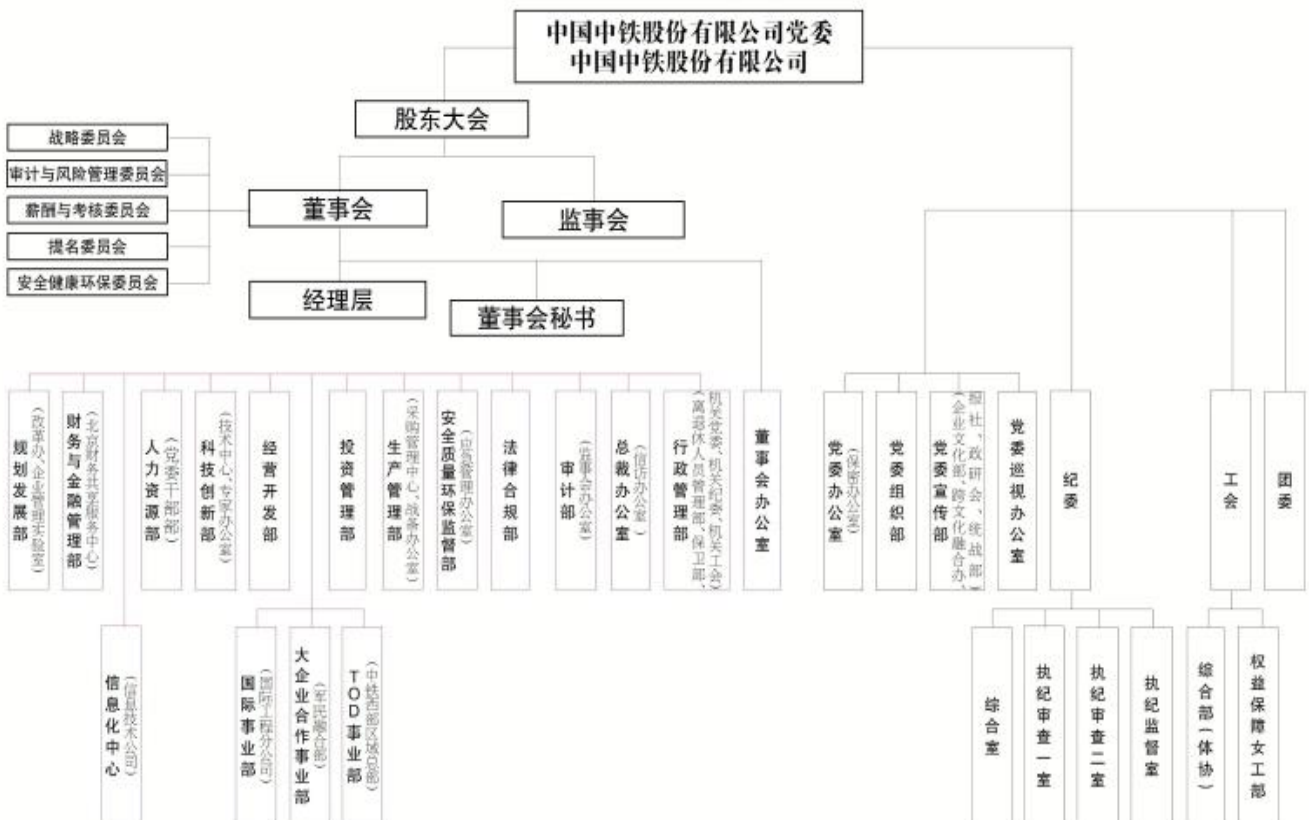 中国中铁股份有限公司党委
中国中铁股份有限公司
股东大会
战略委员会
审计与风险管理委员会
薪酬与考核委员会
提名委员会
安全健康环保委员会
董事会
监事会
经理层
董事会秘书
规划发展部
(改革办、企业管理实验室)
财务与金融管理部
(北京财务共享服务中心)
人力资源部
(党委干部部)
科技创新部
(技术中心、专家办公室)
经营开发部
投资管理部
生产管理部
(采购管理中心、战备办公室)
安全质量环保监督部
(应急管理办公室)
法律合规部
审计部
(监事会办公室)
总裁办公室
(信访办公室)
行政管理部
(离退休人员管理部、保卫部、
机关党委、机关纪委、机关工会)
董事会办公室
党委办公室
(保密办公室)
党委组织部
党委宣传部
(企业文化部、跨文化融合办、
报社、政研会、统战部)
党委巡视办公室
纪委
工会
团委
信息化中心
(信息技术公司)
国际事业部
(国际工程分公司)
大企业合作事业部
(军民融合部)
TOD事业部
(中铁西部区域总部)
综合室
执纪审查一室
执纪审查二室
执纪监督室
综合部(体协)
权益保障女工部